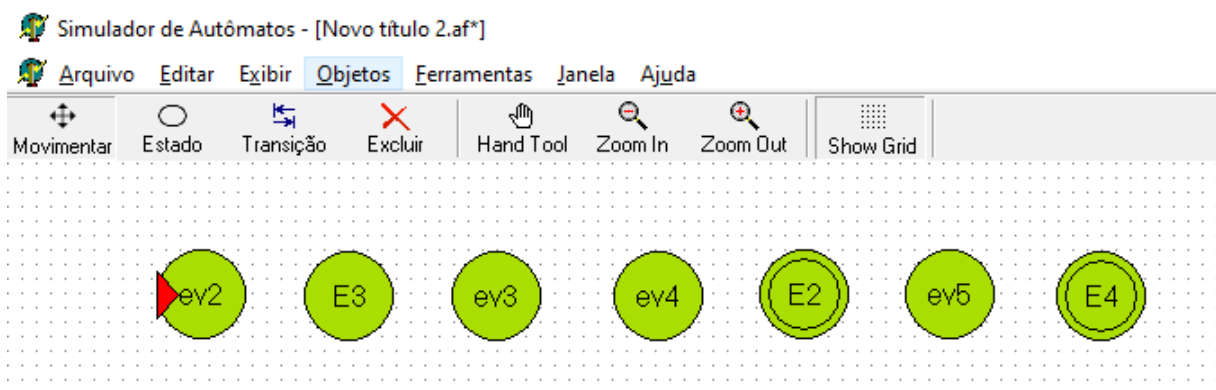 Simulador de Autômatos - [Novo título 2.af*]
Arquivo Editar Exibir Objetos Ferramentas Janela Ajuda
Movimentar Estado Transição Excluir Hand Tool Zoom In Zoom Out Show Grid
ev2 E3 ev3 ev4 E2 ev5 E4